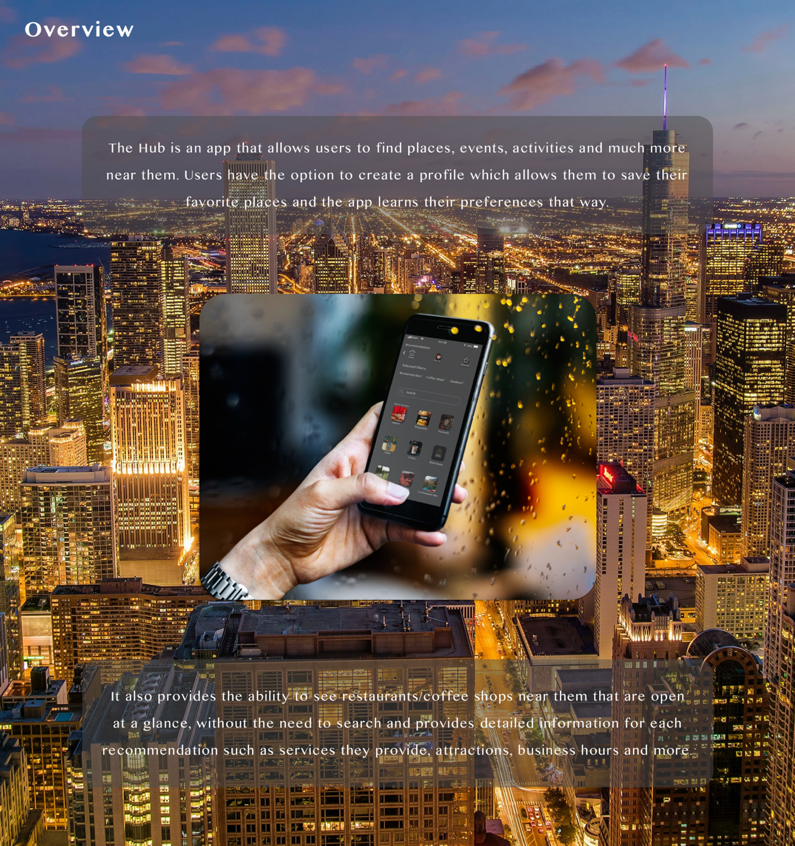 Overview
The Hub is an app that allows users to find places, events, activities and much more
near them. Users have the option to create a profile which allows them to save their
favorite places and the app learns their preferences that way.
It also provides the ability to see restaurants/coffee shops near them that are open
at a glance, without the need to search and provides detailed information for each
recommendation such as services they provide, attractions, business hours and more.